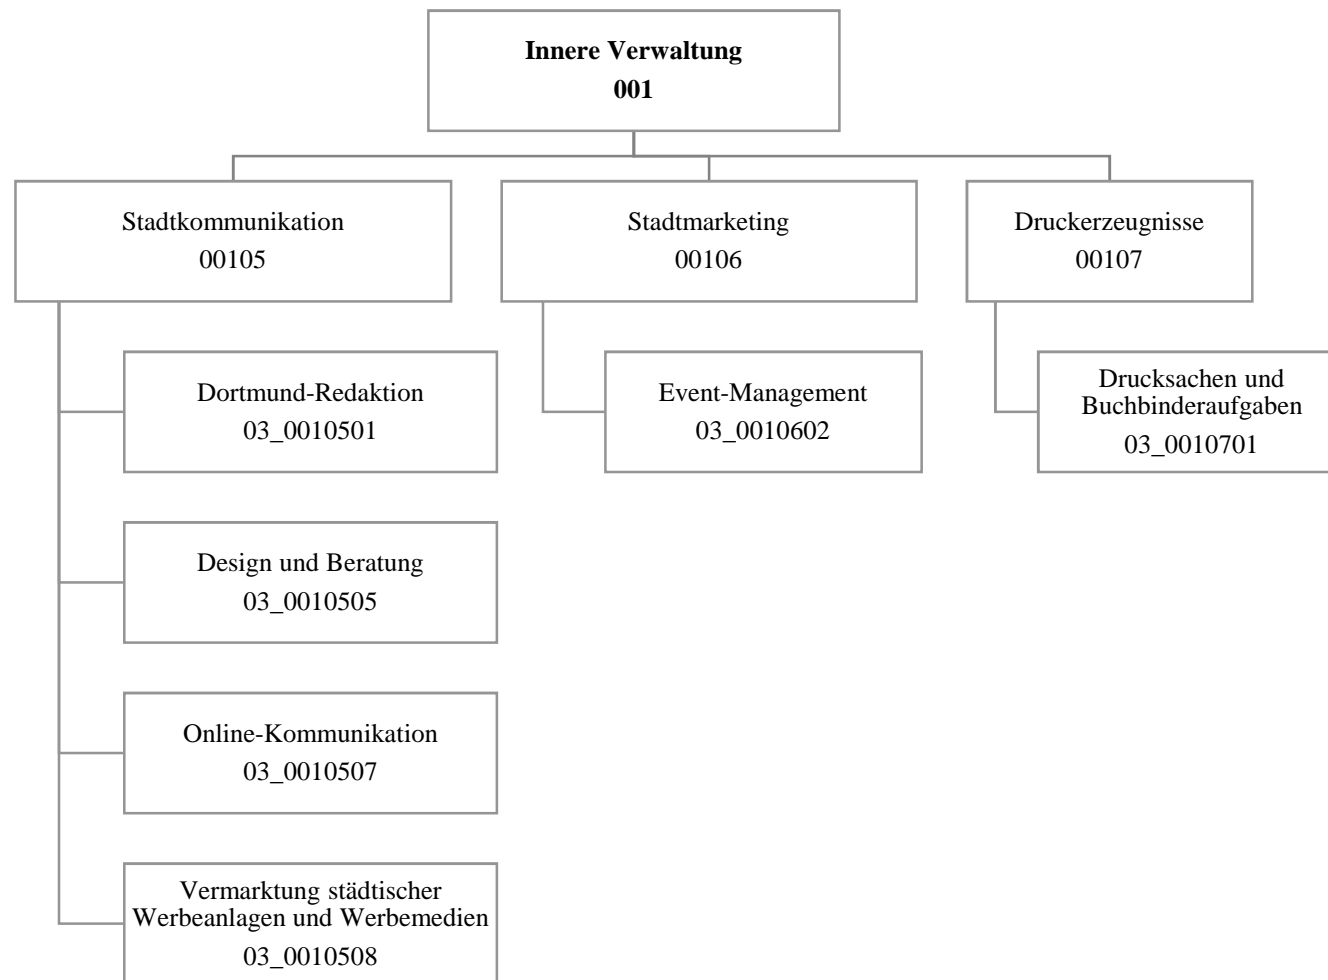 Innere Verwaltung
001
Stadtkommunikation
00105
Stadtmarketing
00106
Druckerzeugnisse
00107
Dortmund-Redaktion
03_0010501
Event-Management
03_0010602
Drucksachen und
Buchbinderaufgaben
03_0010701
Design und Beratung
03_0010505
Online-Kommunikation
03_0010507
Vermarktung städtischer
Werbeanlagen und Werbemedien
03_0010508